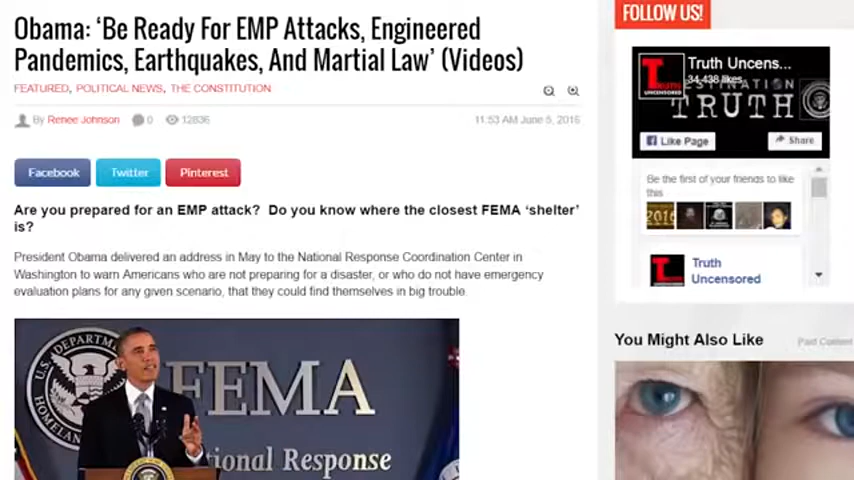 Obama: ‘Be Ready For EMP Attacks, Engineered
Pandemics, Earthquakes, And Martial Law’ (Videos)
FEATURED, POLITICAL NEWS, THE CONSTITUTION
By Renee Johnson 0 12836 11:53 AM June 5, 2016
Facebook Twitter Pinterest
Are you prepared for an EMP attack? Do you know where the closest FEMA ‘shelter’
is?
President Obama delivered an address in May to the National Response Coordination Center in
Washington to warn Americans who are not preparing for a disaster, or who do not have emergency
evaluation plans for any given scenario, that they could find themselves in big trouble.
DEPARTM
HOMELAN
FEMA
ional Response
FOLLOW US!
T
UNCENSORED
Truth Uncens...
34,438 likes
ESTINATION
TRUTH
Like Page Share
Be the first of your friends to like
this
2016
T
Truth
Uncensored
You Might Also Like Paid Content